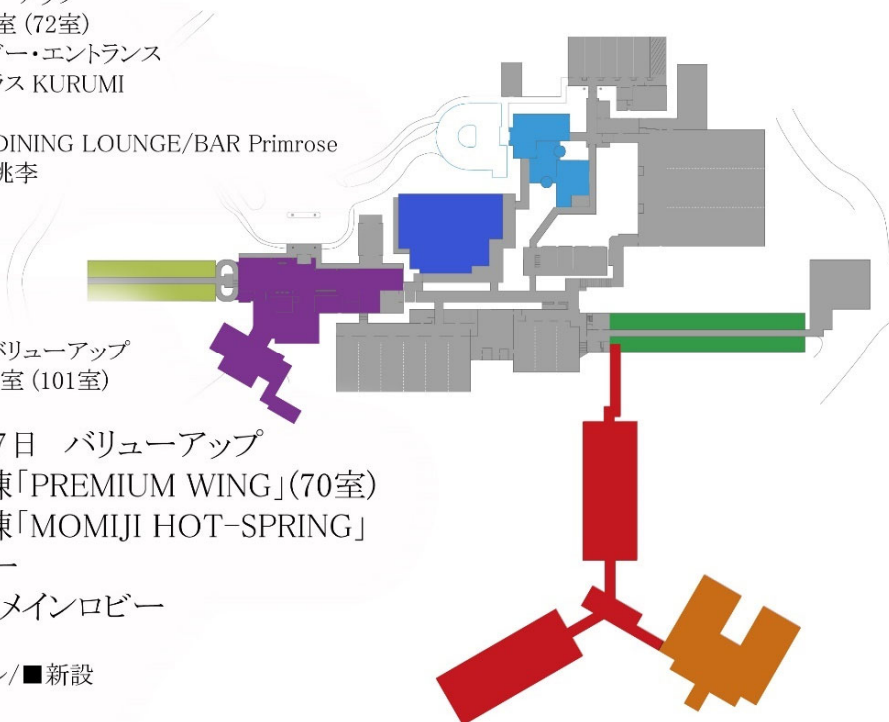 室 (72室)
ー・エントランス
ラス KURUMI
DINING LOUNGE/BAR Primrose
桃李
バリューアップ
室 (101室)
7日　バリューアップ
棟「PREMIUM WING」(70室)
棟「MOMIJI HOT-SPRING」
ー
メインロビー
ン/■新設